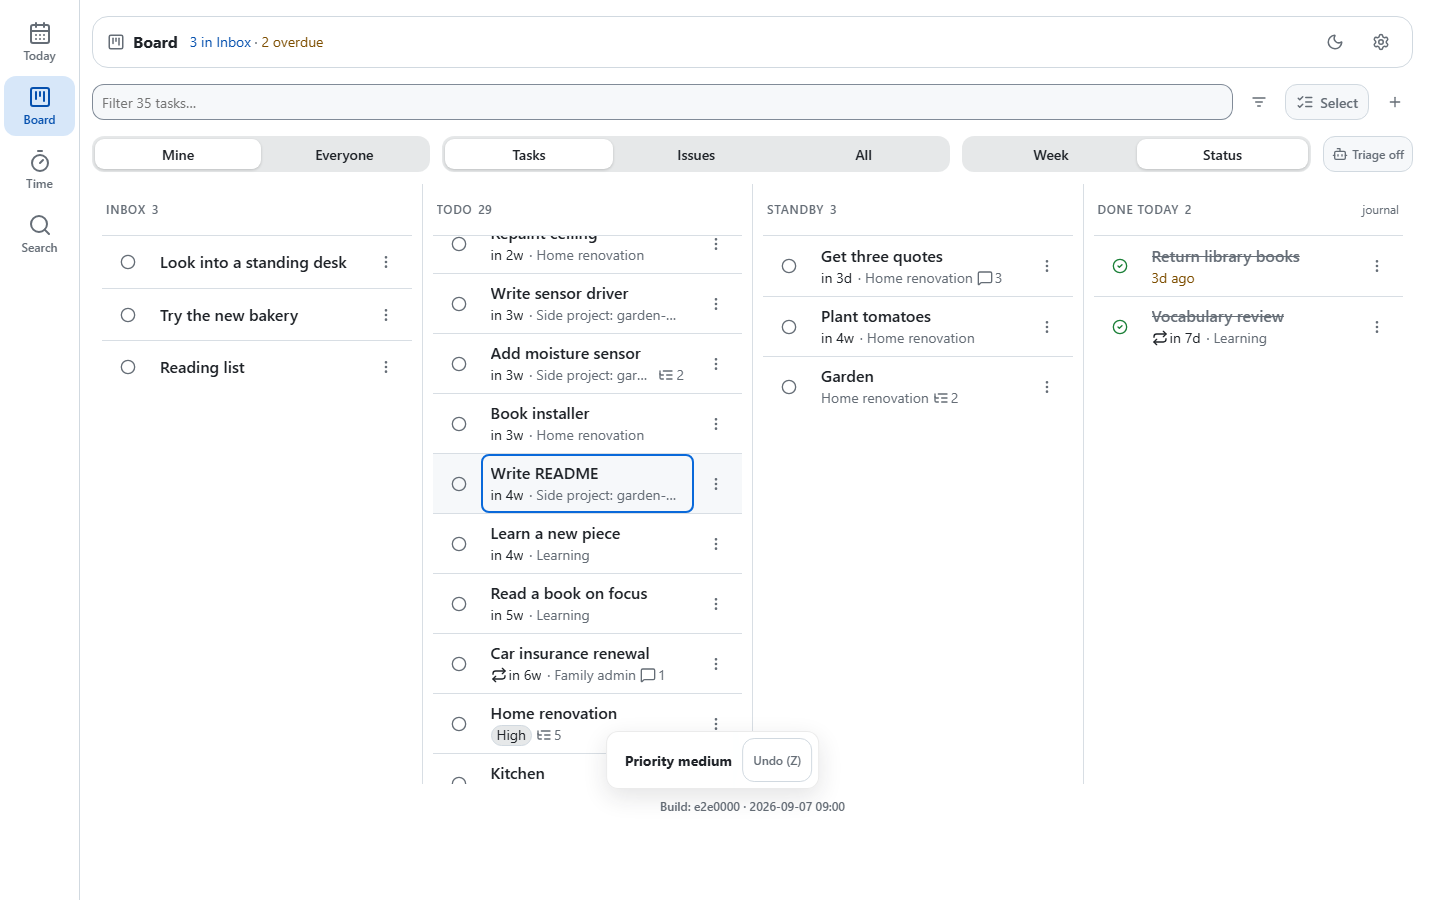 Today
Board
Time
Search
Board 3 in Inbox · 2 overdue
Filter 35 tasks...
Select
Mine Everyone
Tasks Issues All
Week Status
Triage off
INBOX 3
Look into a standing desk
Try the new bakery
Reading list
TODO 29
Repaint ceiling
in 2w · Home renovation
Write sensor driver
in 3w · Side project: garden-...
Add moisture sensor
in 3w · Side project: gar... 2
Book installer
in 3w · Home renovation
Write README
in 4w · Side project: garden-...
Learn a new piece
in 4w · Learning
Read a book on focus
in 5w · Learning
Car insurance renewal
in 6w · Family admin 1
Home renovation
High 5
Kitchen
STANDBY 3
Get three quotes
in 3d · Home renovation 3
Plant tomatoes
in 4w · Home renovation
Garden
Home renovation 2
DONE TODAY 2 journal
Return library books
3d ago
Vocabulary review
in 7d · Learning
Priority medium Undo (Z)
Build: e2e0000 · 2026-09-07 09:00